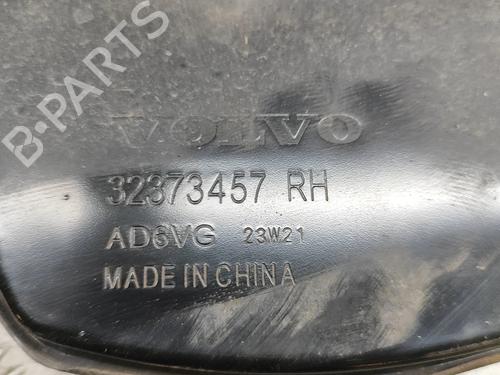 B-PARTS
VOLVO
32373457 RH
AD6VG 23W21
MADE IN CHINA